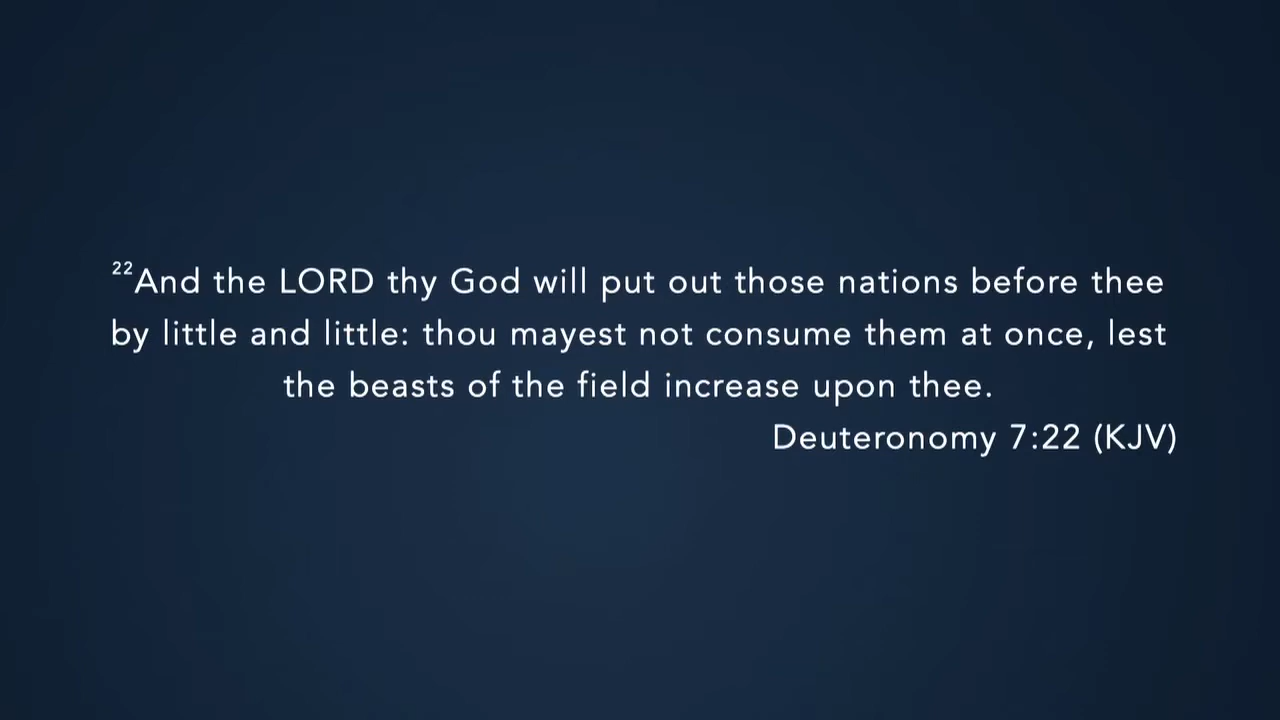 22And the LORD thy God will put out those nations before thee
by little and little: thou mayest not consume them at once, lest
the beasts of the field increase upon thee.
Deuteronomy 7:22 (KJV)